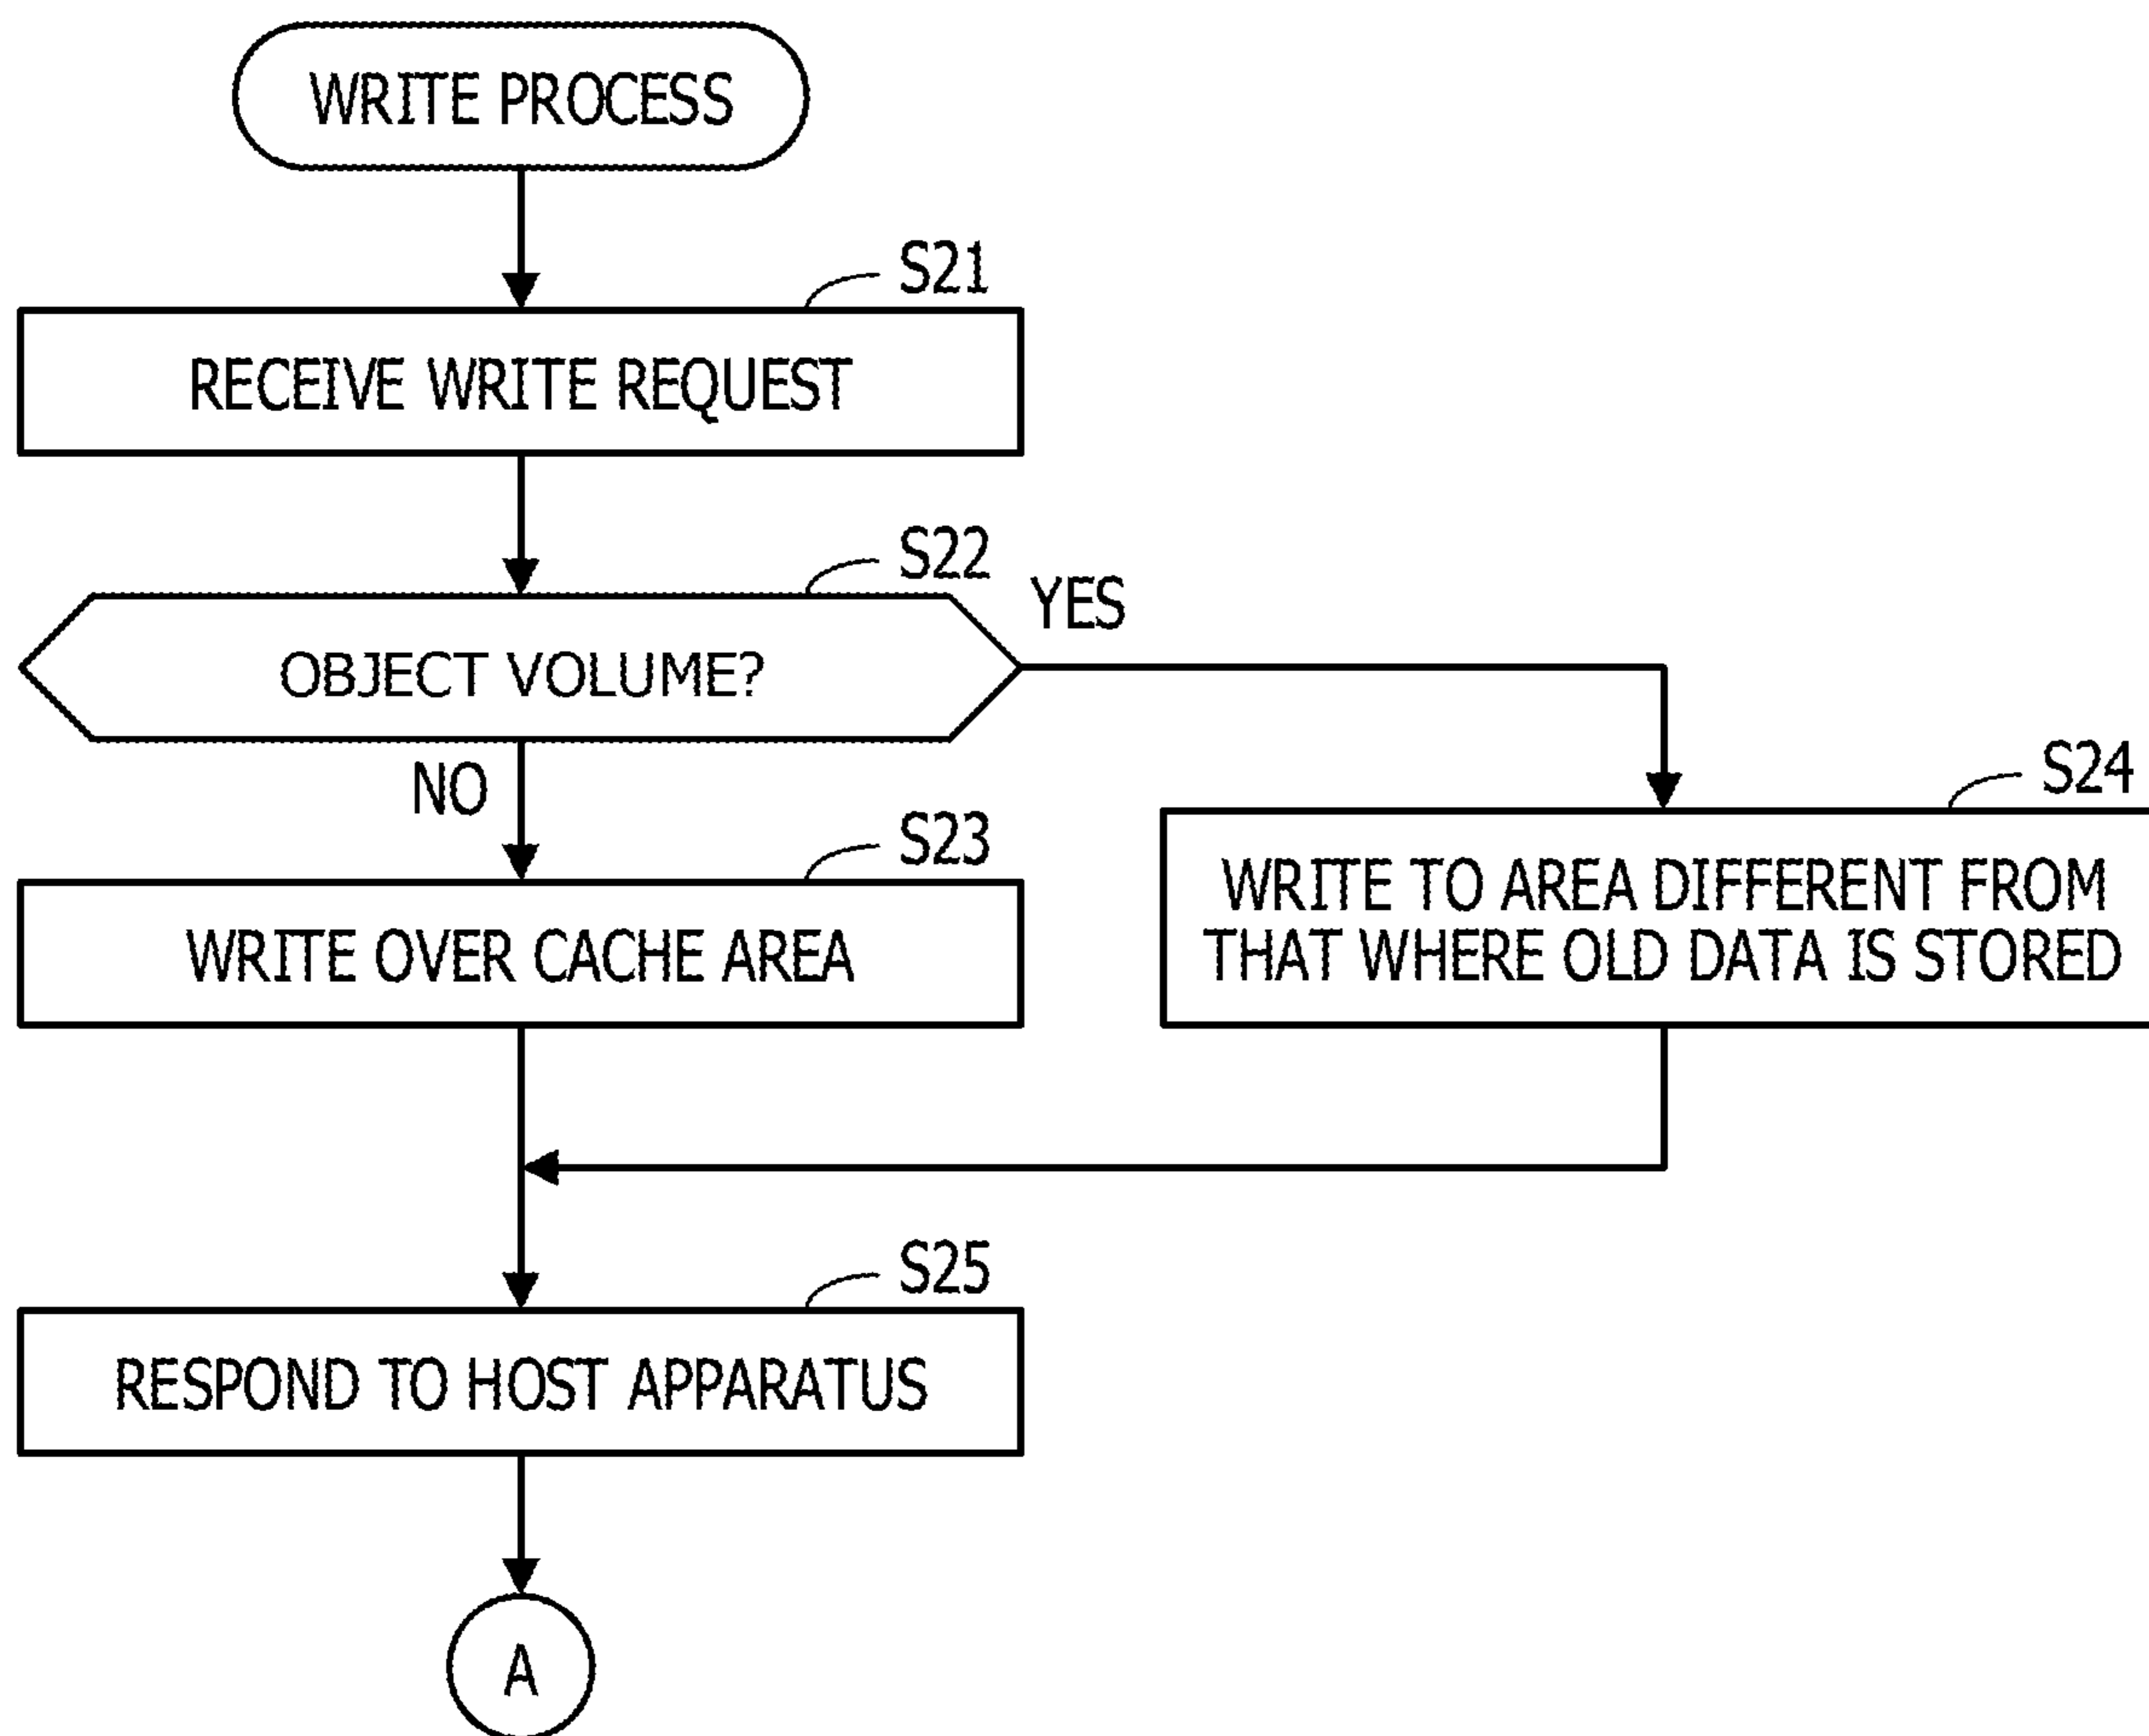 WRITE PROCESS
S21
RECEIVE WRITE REQUEST
S22
YES
OBJECT VOLUME?
NO
S23
WRITE OVER CACHE AREA
S24
WRITE TO AREA DIFFERENT FROM
THAT WHERE OLD DATA IS STORED
S25
RESPOND TO HOST APPARATUS
A